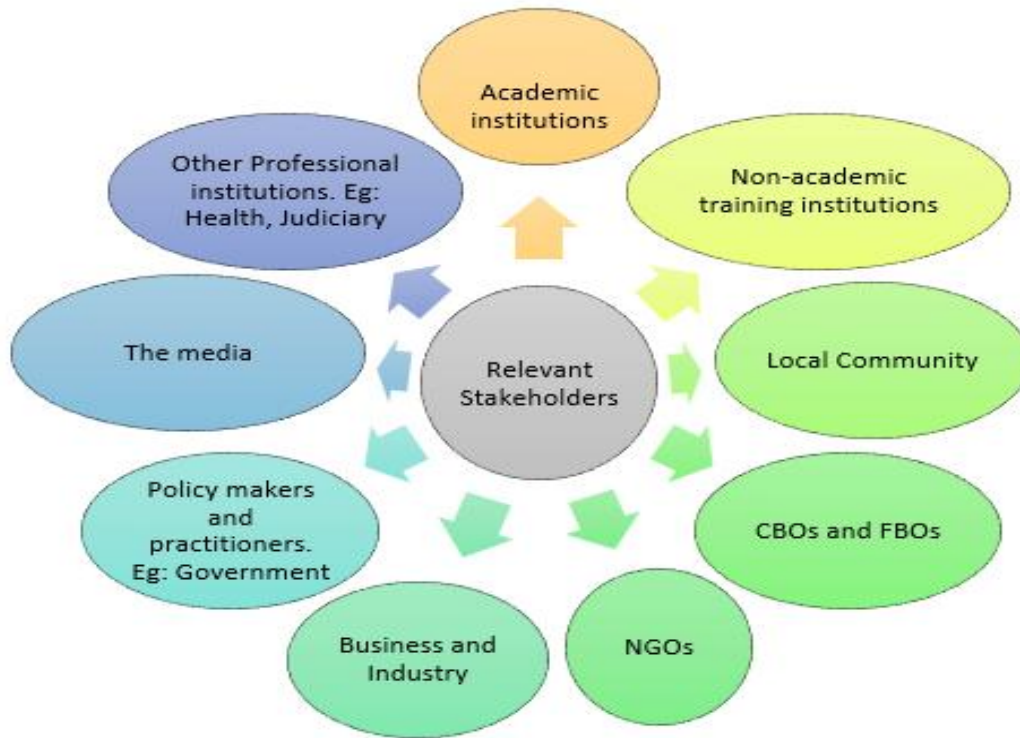 Academic
institutions
Non-academic
training institutions
Local Community
CBOs and FBOs
NGOs
Business and
Industry
Policy makers
and
practitioners.
Eg: Government
The media
Other Professional
institutions. Eg:
Health, Judiciary
Relevant
Stakeholders